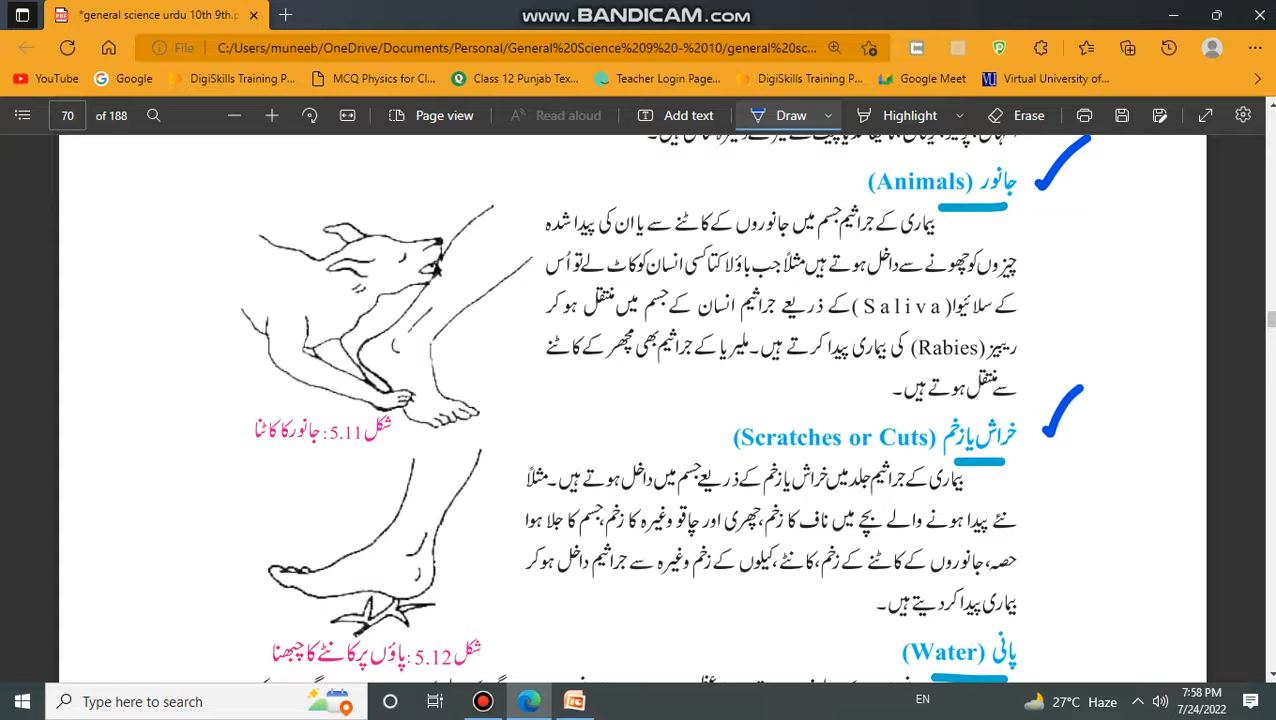 www.BANDICAM.com
*general science urdu 10th 9th.p
File
C:/Users/muneeb/OneDrive/Documents/Personal/General%20Science%209%20-%2010/general%20sc...
YouTube
Google
DigiSkills Training P...
MCQ Physics for Cl...
Class 12 Punjab Tex...
Teacher Login Page...
DigiSkills Training P...
Google Meet
Virtual University of...
70 of 188
Page view
Read aloud
Add text
Draw
Highlight
Erase
جانور (Animals)
بیماری کے جراثیم جسم میں جانوروں کے کاٹنے سے یا ان کی پیدا شدہ
چیزوں کو چھونے سے داخل ہوتے ہیں مثلاً جب باؤلا کتا کسی انسان کو کاٹ لے تو اُس
کے سلائیوا (Saliva) کے ذریعے جراثیم انسان کے جسم میں منتقل ہو کر
ریبیز (Rabies) کی بیماری پیدا کرتے ہیں۔ ملیریا کے جراثیم بھی مچھر کے کاٹنے
سے منتقل ہوتے ہیں۔
شکل 5.11: جانور کا کاٹنا
خراش یا زخم (Scratches or Cuts)
بیماری کے جراثیم جلد میں خراش یا زخم کے ذریعے جسم میں داخل ہوتے ہیں۔ مثلاً
نئے پیدا ہونے والے بچے میں ناف کا زخم، چھری اور چاقو وغیرہ کا زخم، جسم کا جلا ہوا
حصہ، جانوروں کے کاٹنے کے زخم، کانٹے، کیلوں کے زخم وغیرہ سے جراثیم داخل ہو کر
بیماری پیدا کر دیتے ہیں۔
شکل 5.12: پاؤں پر کانٹے کا چبھنا
پانی (Water)
Type here to search
27°C Haze
EN
7:58 PM
7/24/2022